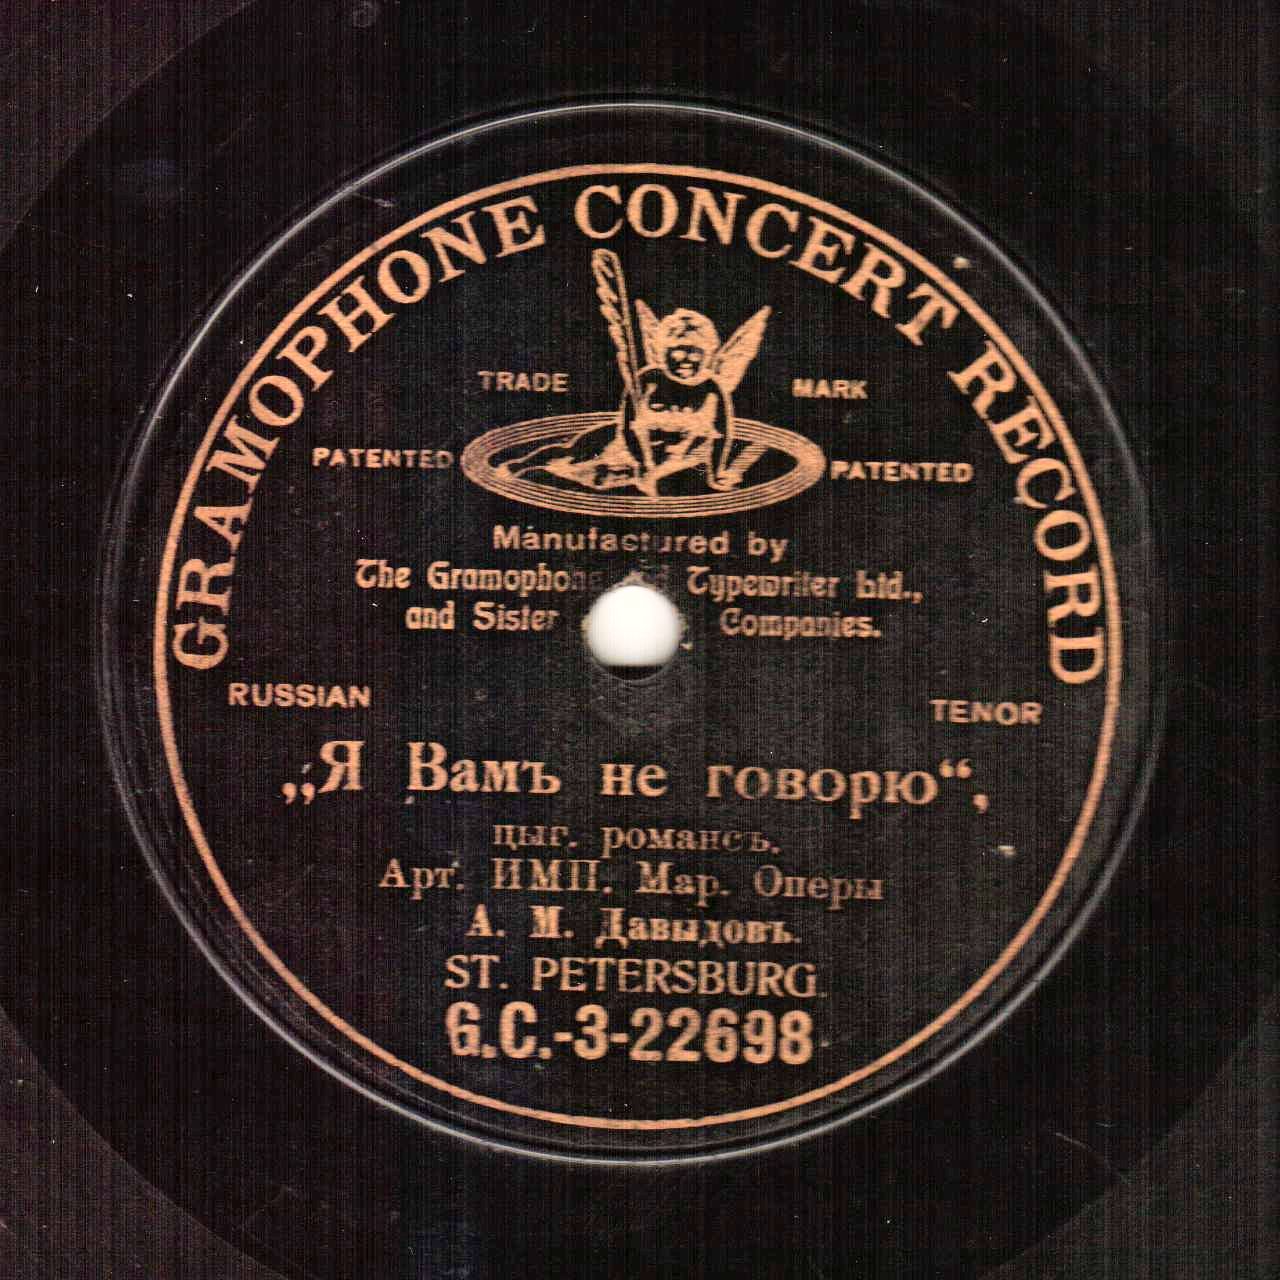 GRAMOPHONE CONCERT RECORD
TRADE MARK
PATENTED PATENTED
Manufactured by
The Gramophone and Typewriter Ltd.,
and Sister Companies.
RUSSIAN TENOR
„Я Вамъ не говорю“,
цыг. романсъ.
Арт. ИМП. Мар. Оперы
А. М. Давыдовъ.
ST. PETERSBURG.
G.C.-3-22698